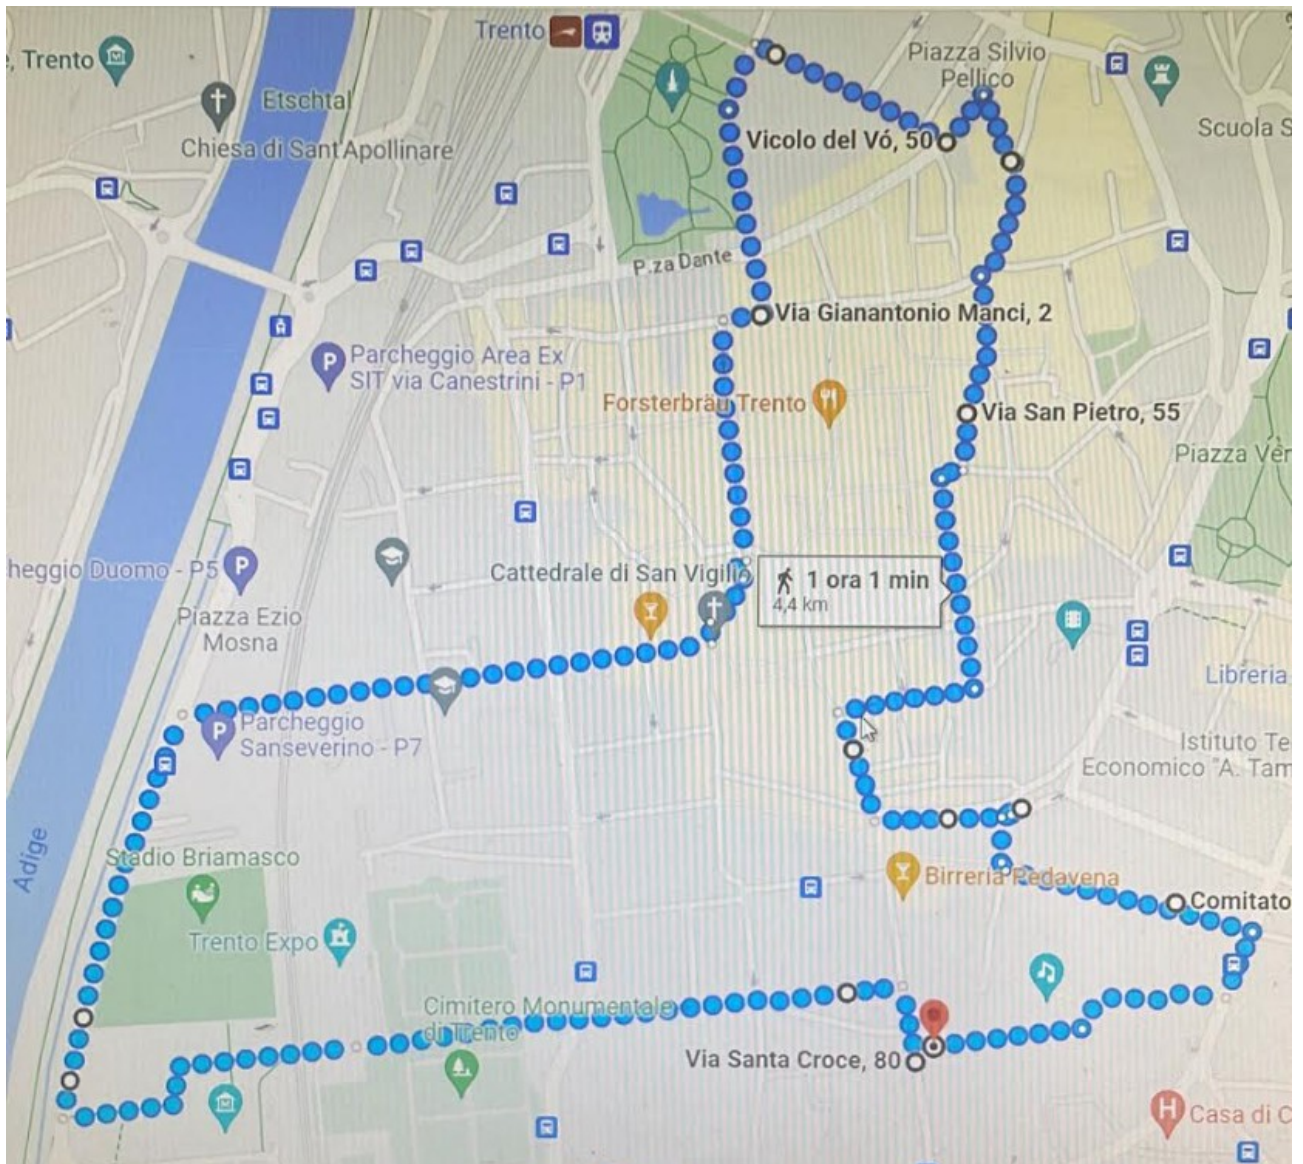 Trento
Piazza Silvio
Pellico
, Trento
Etschtal
Chiesa di Sant'Apollinare
Scuola S
Vicolo del Vó, 50
P.za Dante
Via Gianantonio Manci, 2
Parcheggio Area Ex
SIT via Canestrini - P1
Forsterbräu Trento
Via San Pietro, 55
Piazza Ven
heggio Duomo - P5
Cattedrale di San Vigilio
1 ora 1 min
4,4 km
Piazza Ezio
Mosna
Libreria
Parcheggio
Sanseverino - P7
Istituto Te
Economico "A. Tam
Adige
Stadio Briamasco
Birreria Pedavena
Comitato
Trento Expo
Cimitero Monumentale
di Trento
Via Santa Croce, 80
Casa di C